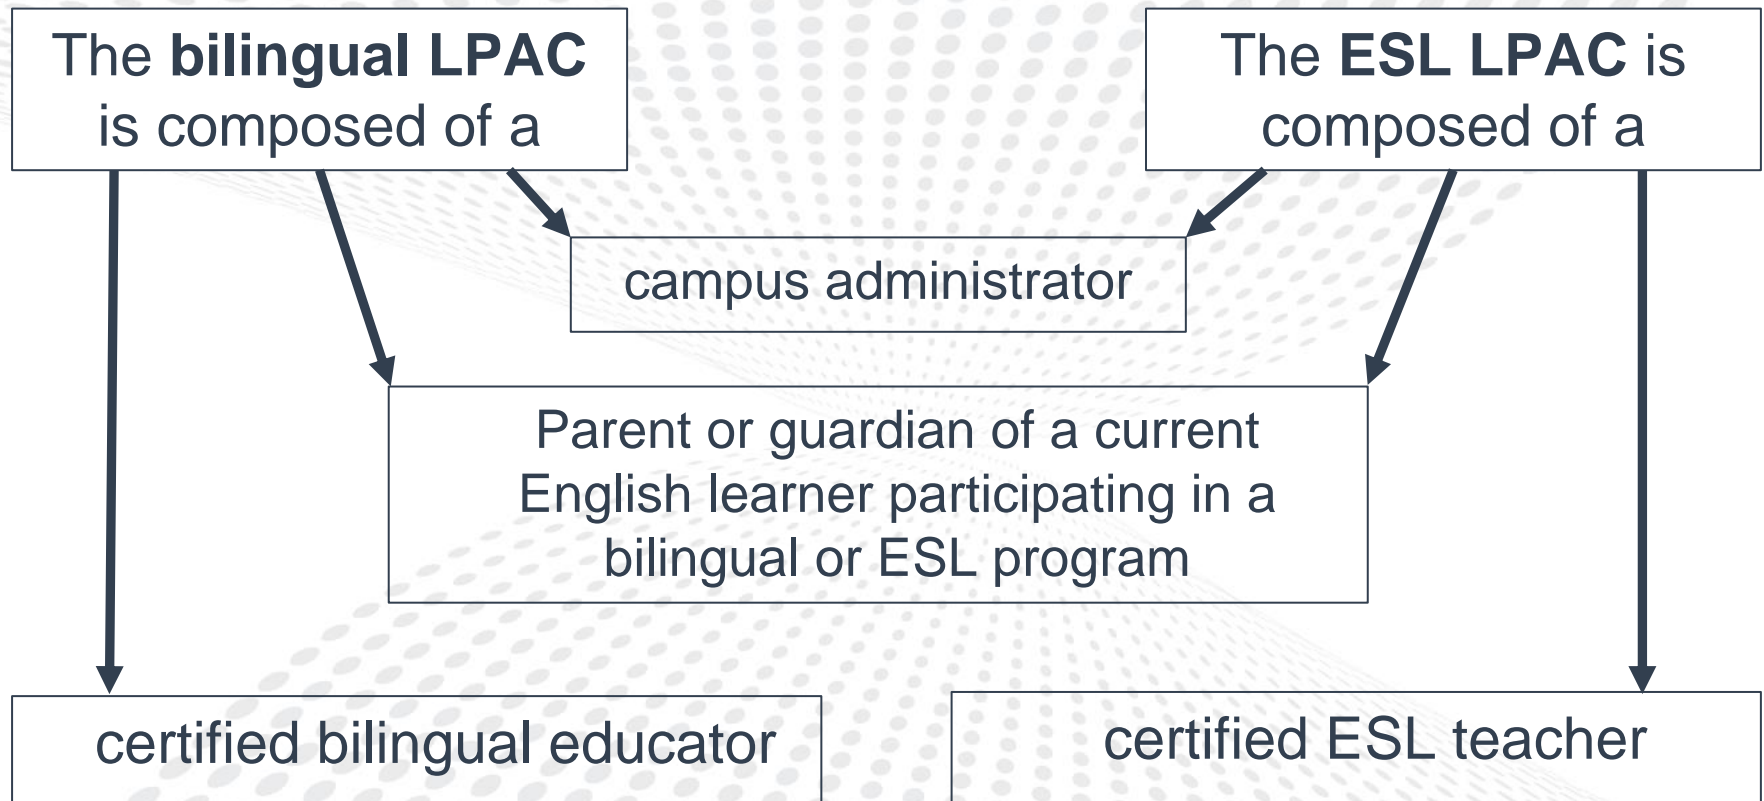 The bilingual LPAC
is composed of a
The ESL LPAC is
composed of a
campus administrator
Parent or guardian of a current
English learner participating in a
bilingual or ESL program
certified bilingual educator
certified ESL teacher